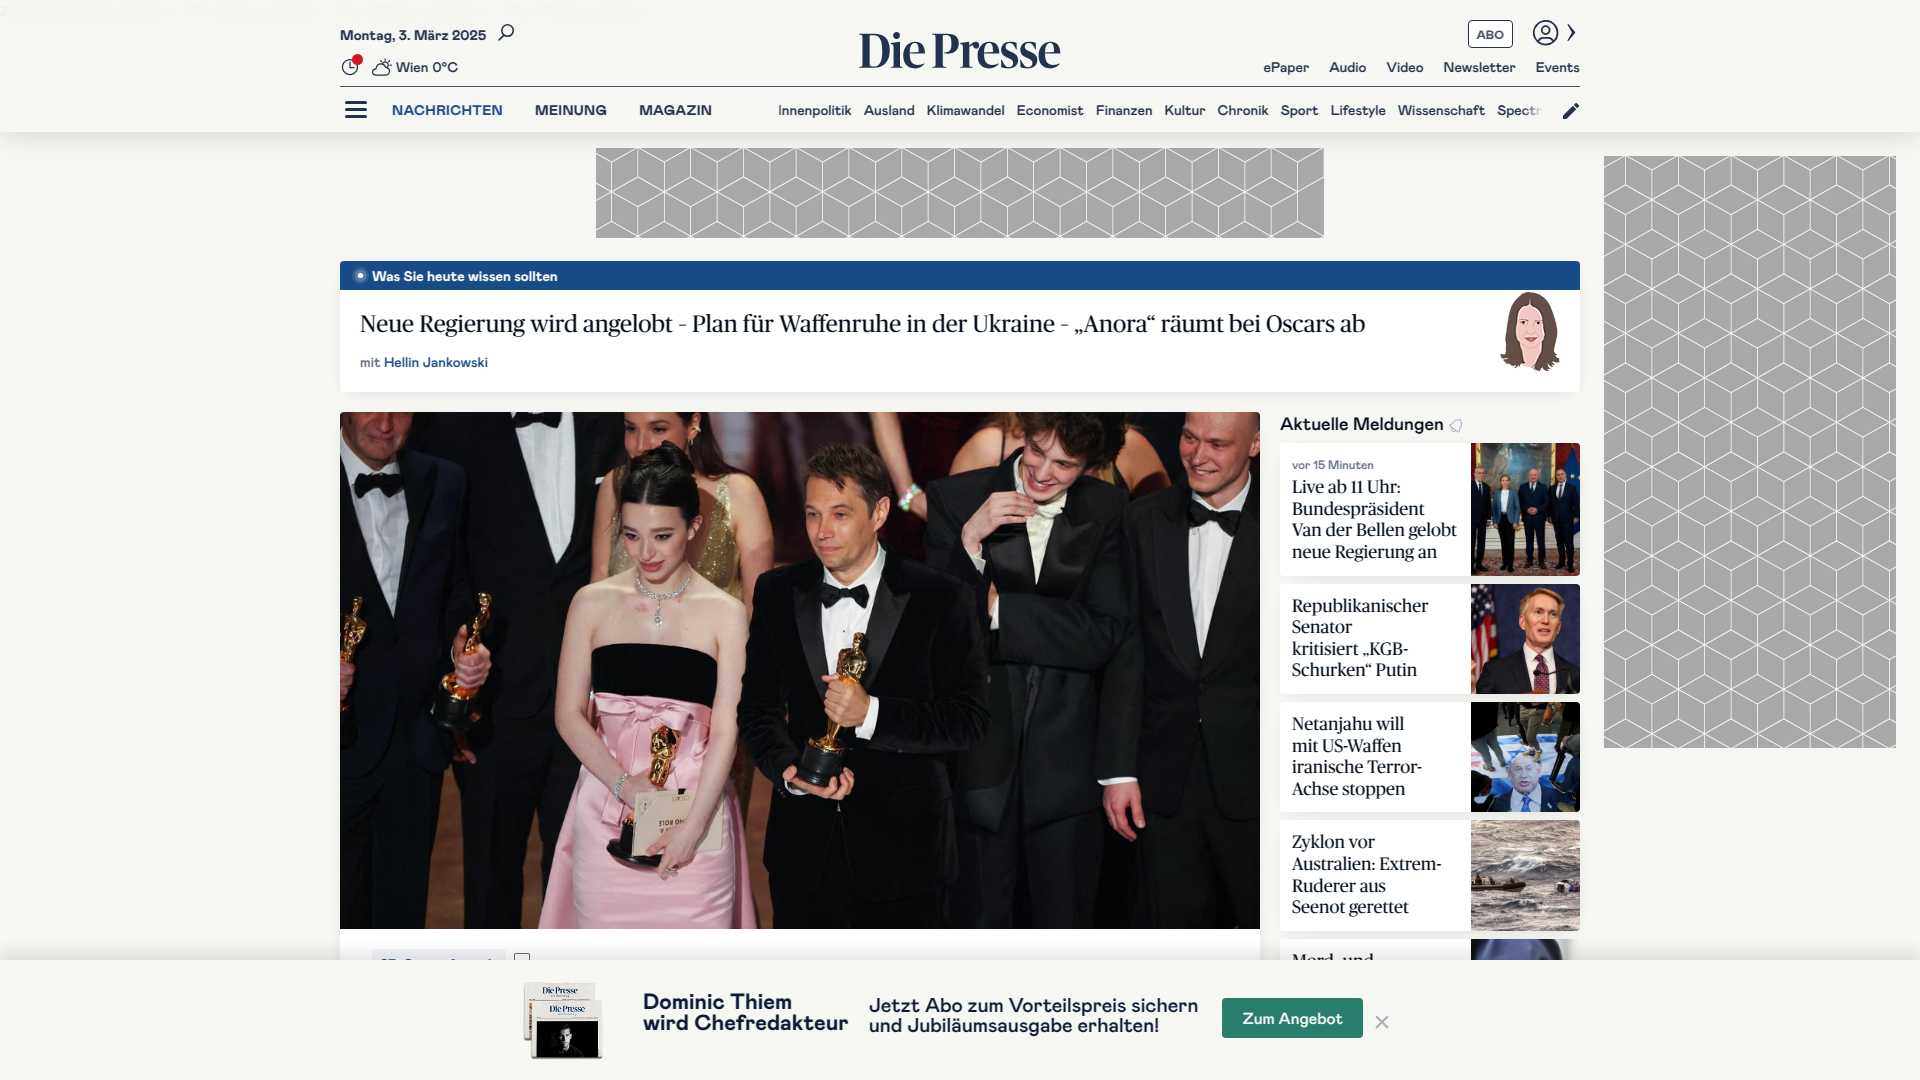 Montag, 3. März 2025
Die Presse
ABO
Wien 0°C
ePaper Audio Video Newsletter Events
NACHRICHTEN MEINUNG MAGAZIN
Innenpolitik Ausland Klimawandel Economist Finanzen Kultur Chronik Sport Lifestyle Wissenschaft Spectr
Was Sie heute wissen sollten
Neue Regierung wird angelobt – Plan für Waffenruhe in der Ukraine – „Anora“ räumt bei Oscars ab
mit Hellin Jankowski
Aktuelle Meldungen
vor 15 Minuten
Live ab 11 Uhr:
Bundespräsident
Van der Bellen gelobt
neue Regierung an
Republikanischer
Senator
kritisiert „KGB-
Schurken“ Putin
Netanjahu will
mit US-Waffen
iranische Terror-
Achse stoppen
Zyklon vor
Australien: Extrem-
Ruderer aus
Seenot gerettet
Mord- und
Die Presse
Die Presse
Dominic Thiem
wird Chefredakteur
Jetzt Abo zum Vorteilspreis sichern
und Jubiläumsausgabe erhalten!
Zum Angebot